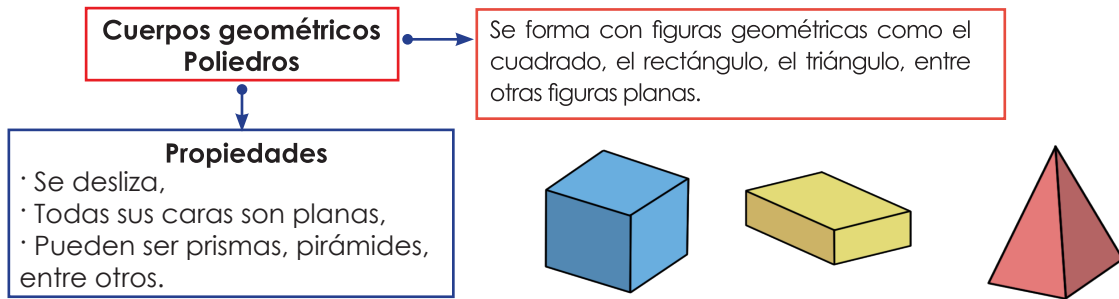 Cuerpos geométricos
Poliedros
Se forma con figuras geométricas como el
cuadrado, el rectángulo, el triángulo, entre
otras figuras planas.
Propiedades
· Se desliza,
· Todas sus caras son planas,
· Pueden ser prismas, pirámides,
entre otros.